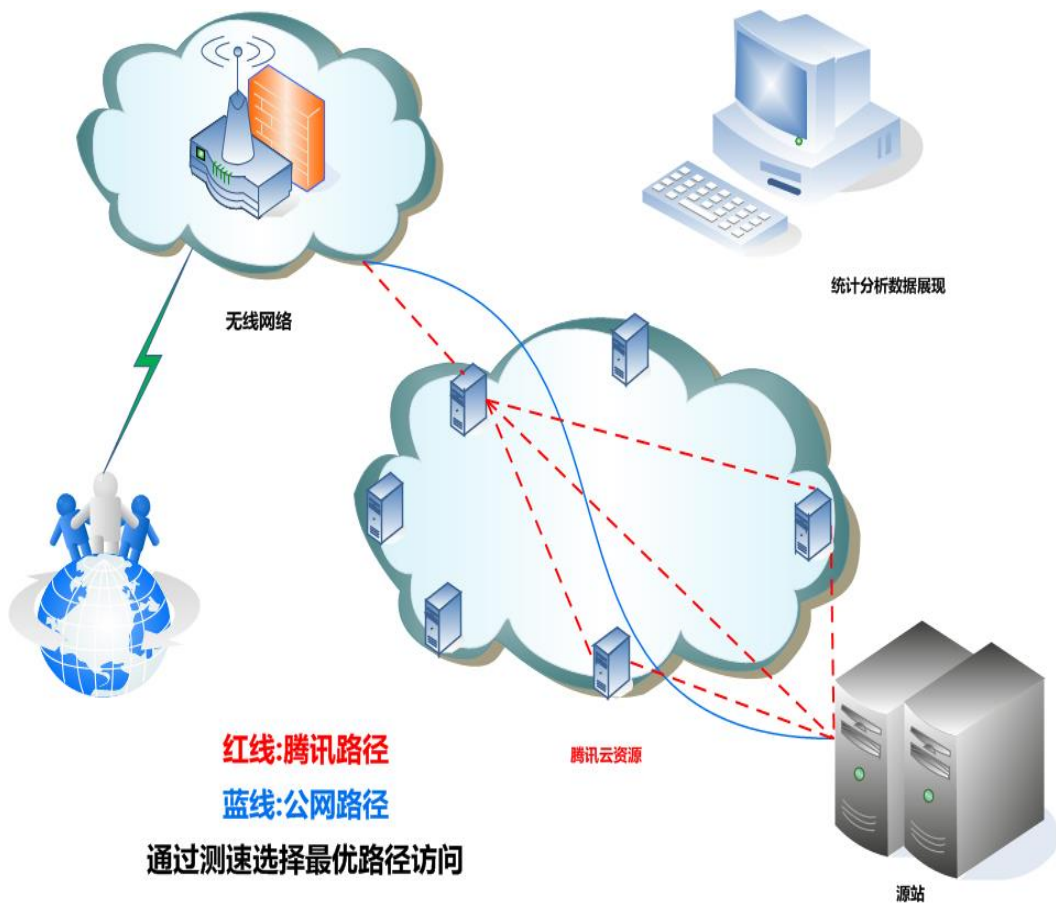 统计分析数据展现
无线网络
红线:腾讯路径
腾讯云资源
蓝线:公网路径
通过测速选择最优路径访问
源站